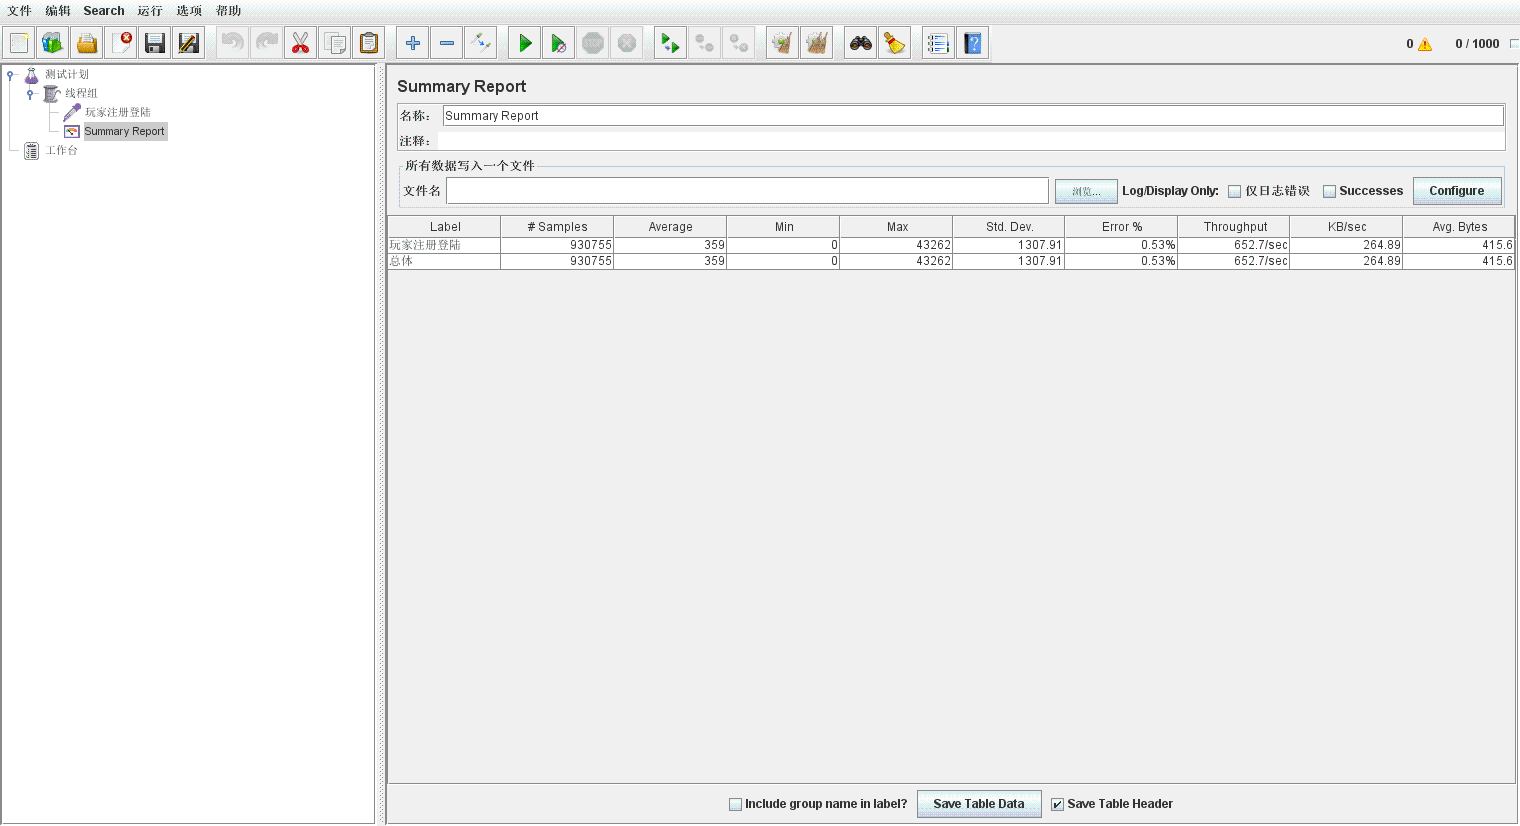 文件 编辑 Search 运行 选项 帮助
0 0 / 1000
测试计划
线程组
玩家注册登陆
Summary Report
工作台
Summary Report
名称： Summary Report
注释：
所有数据写入一个文件
文件名 浏览... Log/Display Only: 仅日志错误 Successes Configure
Label # Samples Average Min Max Std. Dev. Error % Throughput KB/sec Avg. Bytes
玩家注册登陆 930755 359 0 43262 1307.91 0.53% 652.7/sec 264.89 415.6
总体 930755 359 0 43262 1307.91 0.53% 652.7/sec 264.89 415.6
Include group name in label? Save Table Data Save Table Header